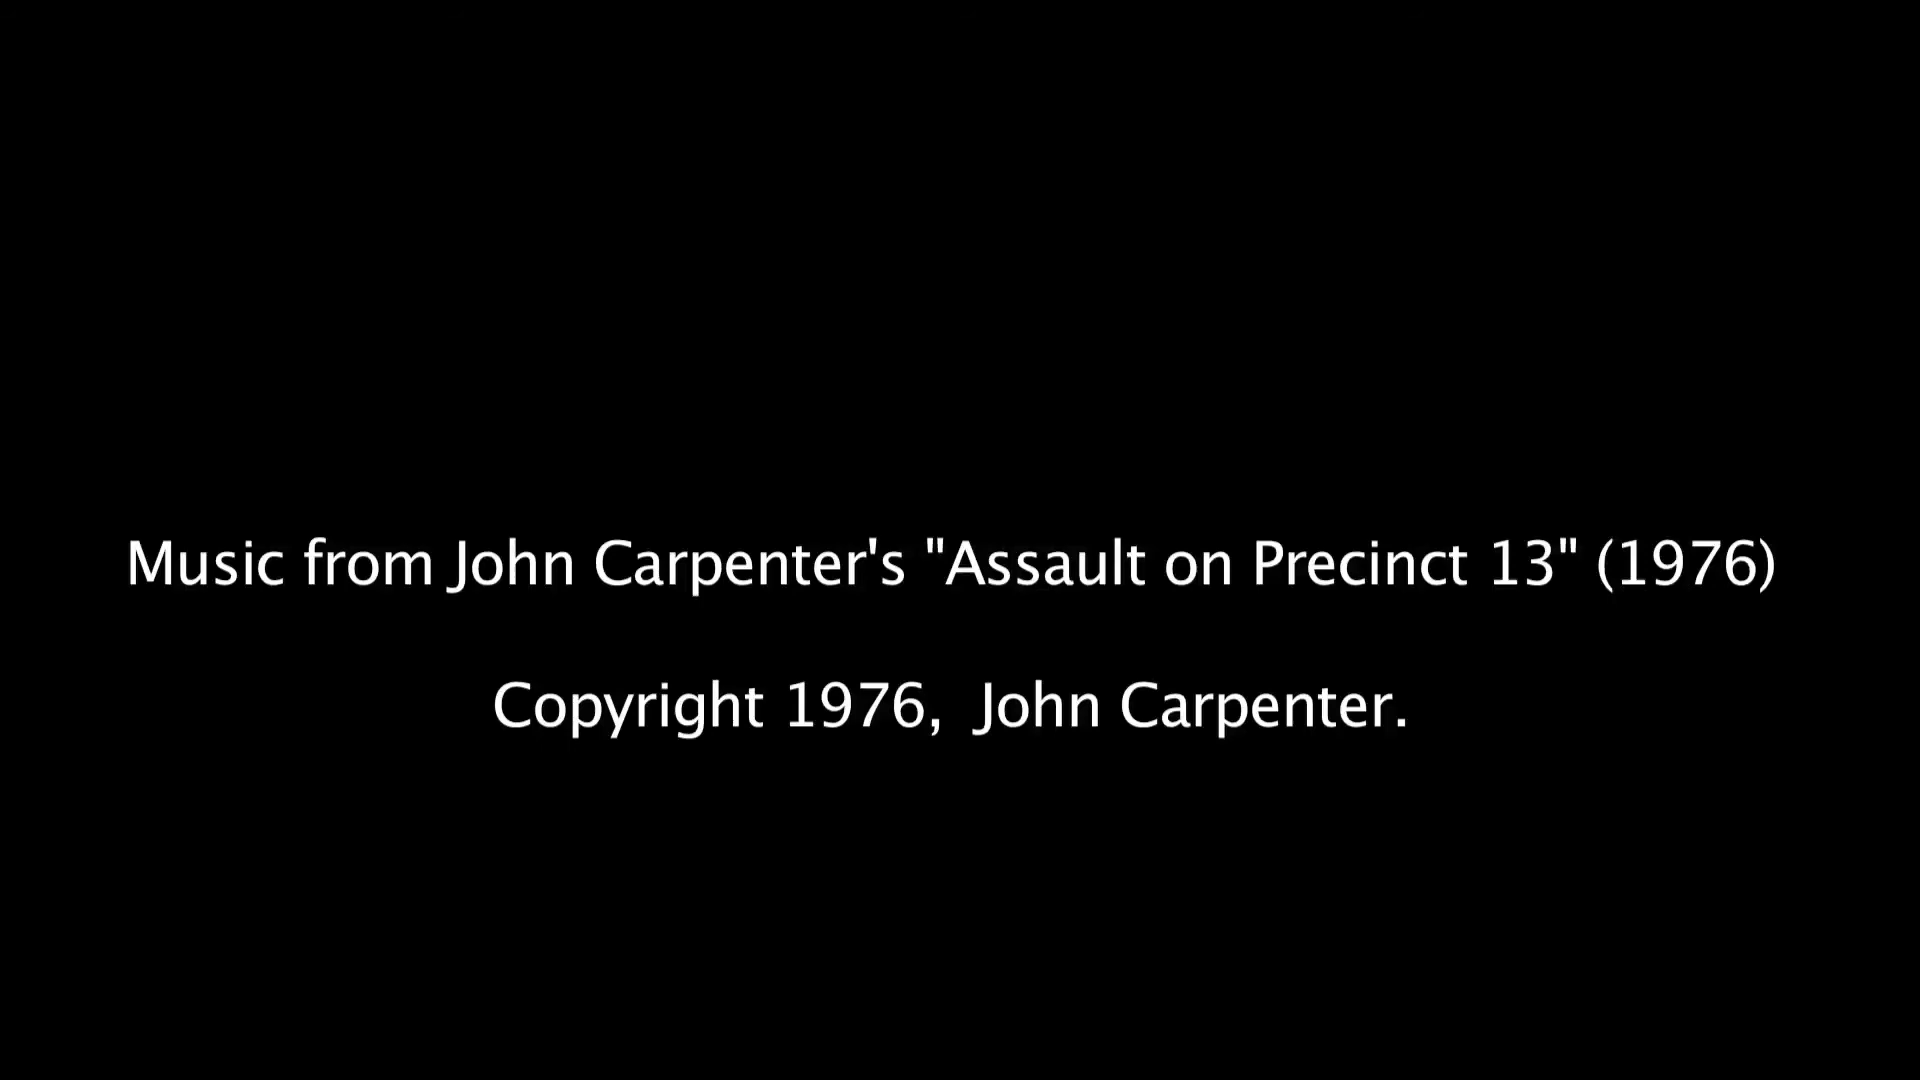 Music from John Carpenter's "Assault on Precinct 13" (1976)
Copyright 1976,  John Carpenter.